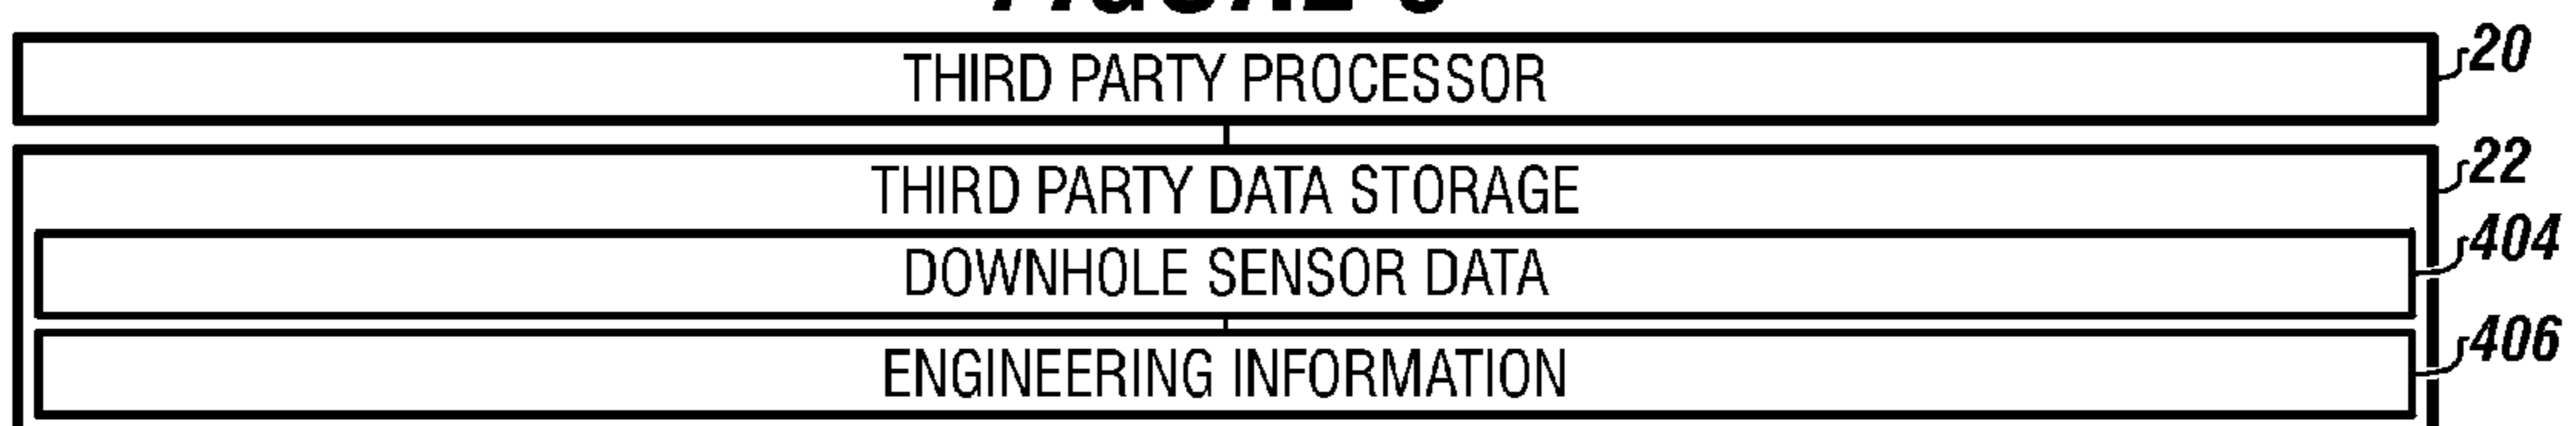 THIRD PARTY PROCESSOR
20
THIRD PARTY DATA STORAGE
22
DOWNHOLE SENSOR DATA
404
ENGINEERING INFORMATION
406